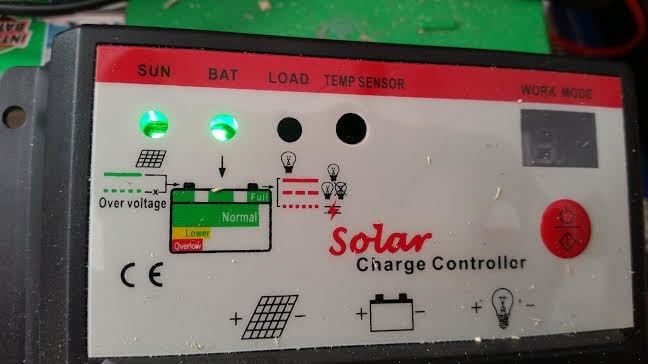 SUN BAT LOAD TEMP SENSOR WORK MODE
Over voltage
Full
Normal
Lower
Overlow
Solar
Charge Controller
CE
+ - + - + -